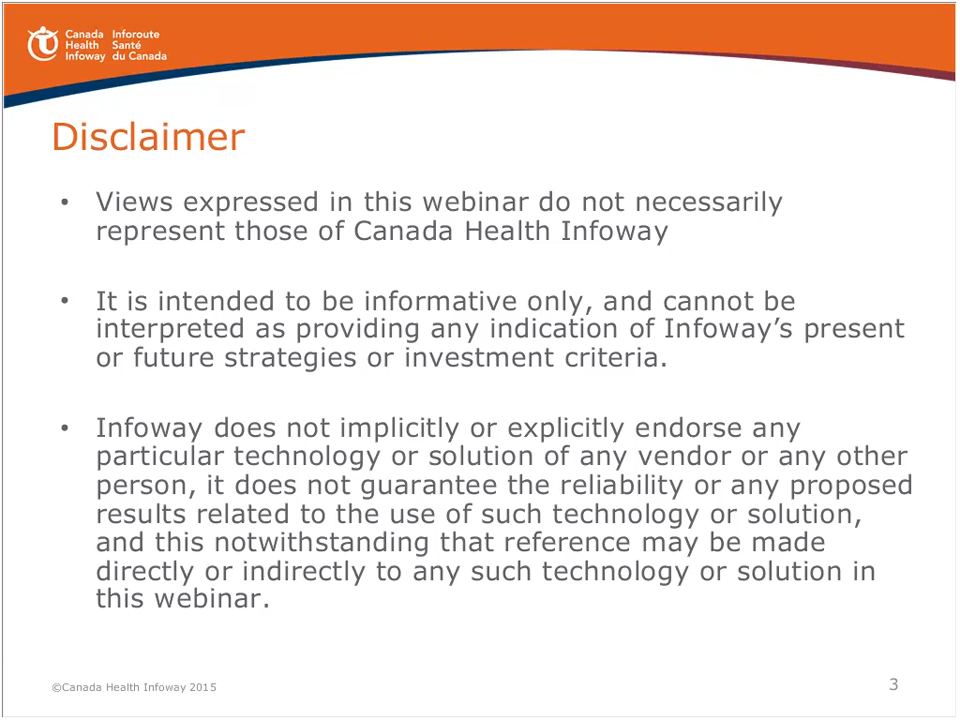 Canada Inforoute
Health Santé
Infoway du Canada
Disclaimer
• Views expressed in this webinar do not necessarily
represent those of Canada Health Infoway
• It is intended to be informative only, and cannot be
interpreted as providing any indication of Infoway’s present
or future strategies or investment criteria.
• Infoway does not implicitly or explicitly endorse any
particular technology or solution of any vendor or any other
person, it does not guarantee the reliability or any proposed
results related to the use of such technology or solution,
and this notwithstanding that reference may be made
directly or indirectly to any such technology or solution in
this webinar.
©Canada Health Infoway 2015
3